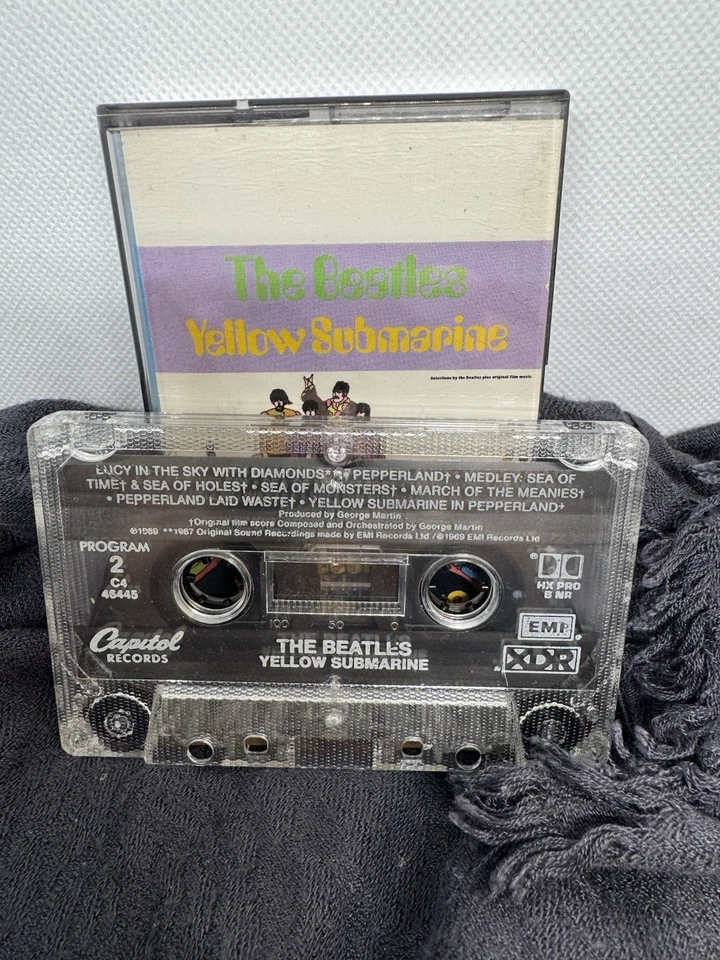 The Beatles
Yellow Submarine
Selections by the Beatles plus original film music.
LUCY IN THE SKY WITH DIAMONDS** • PEPPERLAND† • MEDLEY: SEA OF
TIME† & SEA OF HOLES† • SEA OF MONSTERS† • MARCH OF THE MEANIES†
• PEPPERLAND LAID WASTE† • YELLOW SUBMARINE IN PEPPERLAND†
Produced by George Martin
†Original film score Composed and Orchestrated by George Martin
℗1969 **1967 Original Sound Recordings made by EMI Records Ltd / ©1969 EMI Records Ltd
PROGRAM
2
C4
46445
HX PRO
B NR
100 50 0
EMI
Capitol
RECORDS
THE BEATLES
YELLOW SUBMARINE
XDR